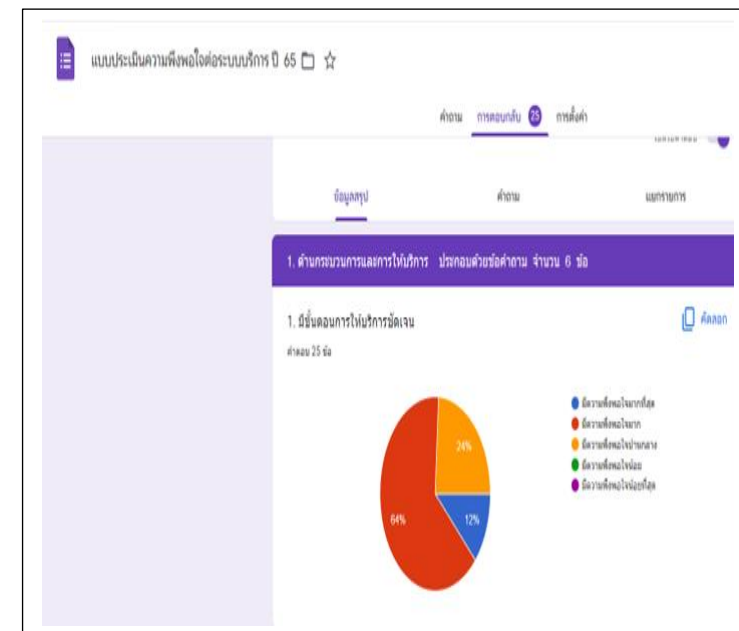 แบบประเมินความพึงพอใจต่อระบบบริการ ปี 65
คำถาม การตอบกลับ 25 การตั้งค่า
ข้อมูลสรุป คำถาม แยกรายการ
1. ด้านกระบวนการและการให้บริการ ประกอบด้วยข้อคำถาม จำนวน 6 ข้อ
1. มีขั้นตอนการให้บริการชัดเจน
คัดลอก
คำตอบ 25 ข้อ
มีความพึงพอใจมากที่สุด
มีความพึงพอใจมาก
มีความพึงพอใจปานกลาง
มีความพึงพอใจน้อย
มีความพึงพอใจน้อยที่สุด
24%
64%
12%